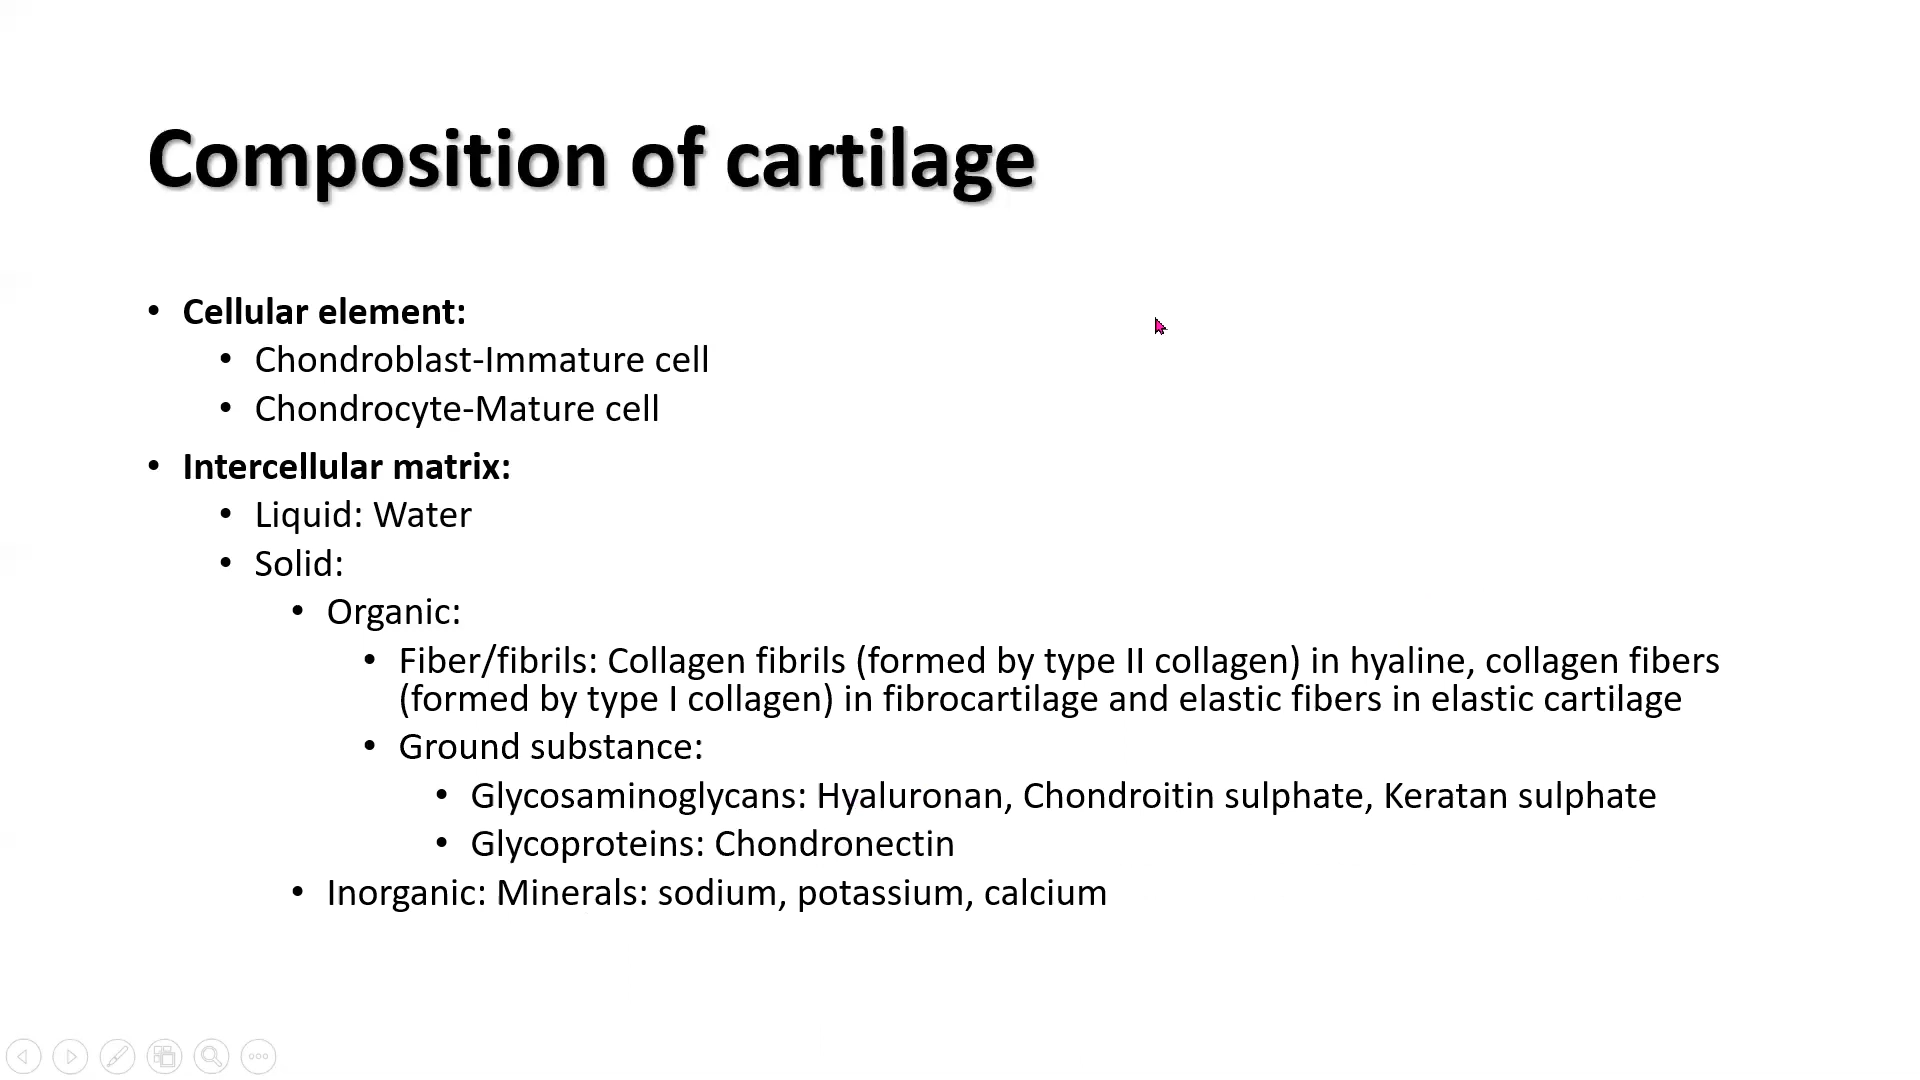 Composition of cartilage
• Cellular element:
• Chondroblast-Immature cell
• Chondrocyte-Mature cell
• Intercellular matrix:
• Liquid: Water
• Solid:
• Organic:
• Fiber/fibrils: Collagen fibrils (formed by type II collagen) in hyaline, collagen fibers
(formed by type I collagen) in fibrocartilage and elastic fibers in elastic cartilage
• Ground substance:
• Glycosaminoglycans: Hyaluronan, Chondroitin sulphate, Keratan sulphate
• Glycoproteins: Chondronectin
• Inorganic: Minerals: sodium, potassium, calcium